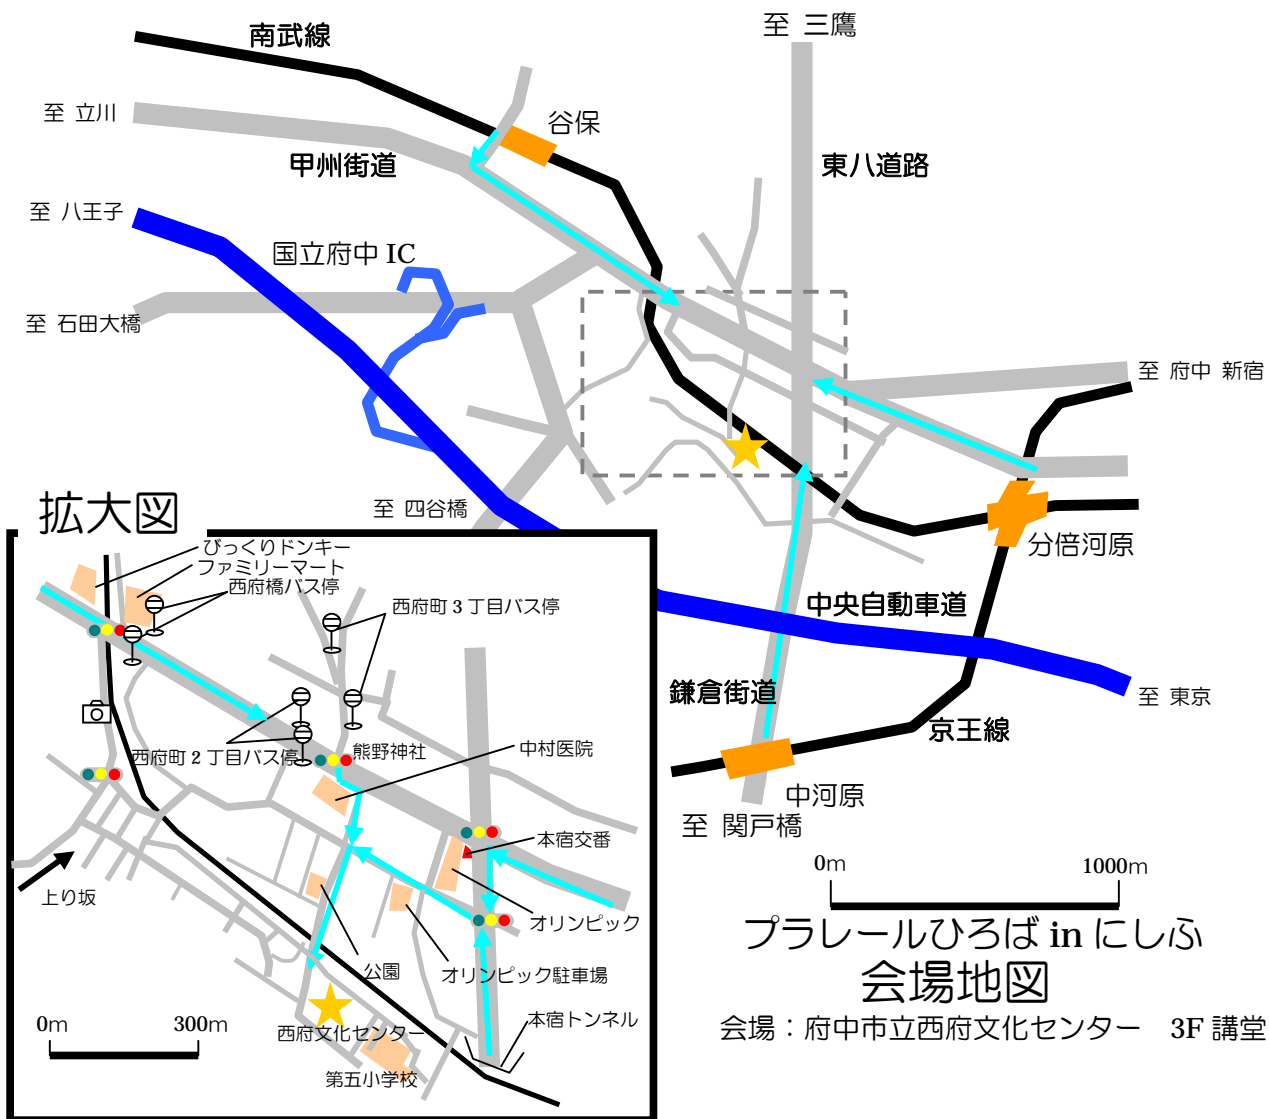 至 三鷹
南武線
至 立川
谷保
甲州街道
東八道路
至 八王子
国立府中 IC
至 石田大橋
至 府中 新宿
至 四谷橋
分倍河原
中央自動車道
鎌倉街道
至 東京
京王線
中河原
至 関戸橋
拡大図
びっくりドンキー
ファミリーマート
西府橋バス停
西府町 3 丁目バス停
西府町 2 丁目バス停
熊野神社
中村医院
本宿交番
上り坂
オリンピック
公園
オリンピック駐車場
0m 300m
西府文化センター
本宿トンネル
第五小学校
0m 1000m
プラレールひろば in にしふ
会場地図
会場：府中市立西府文化センター 3F 講堂